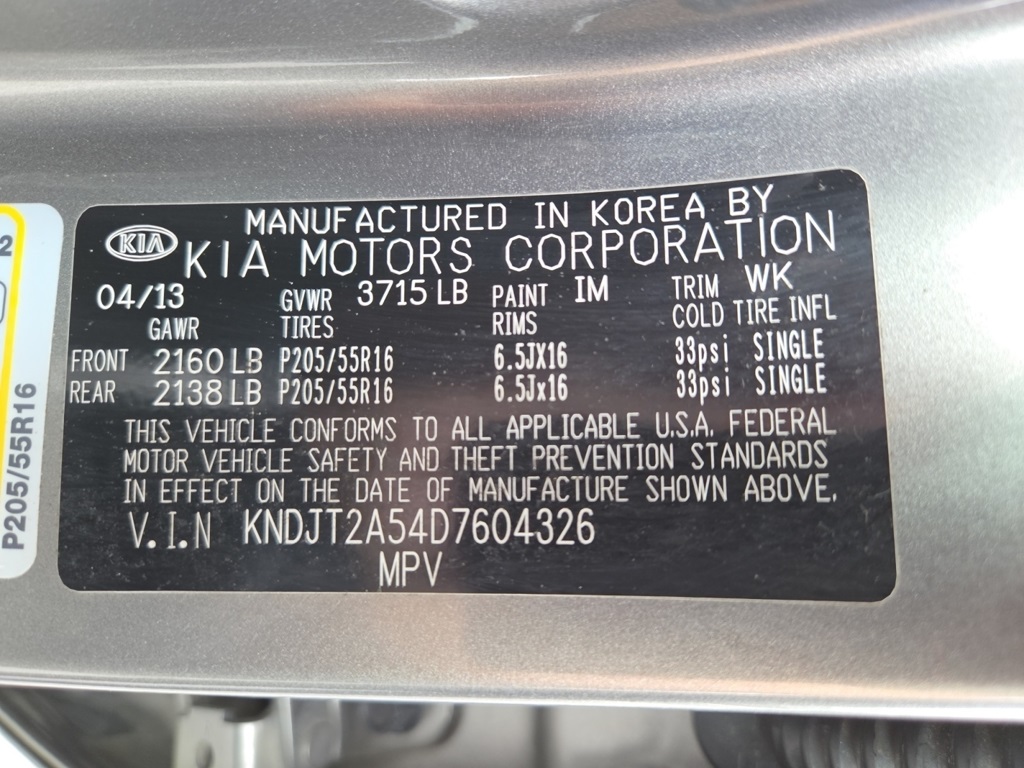 MANUFACTURED IN KOREA BY
KIA KIA MOTORS CORPORATION
04/13 GVWR 3715 LB PAINT IM TRIM WK
GAWR TIRES RIMS COLD TIRE INFL
FRONT 2160 LB P205/55R16 6.5JX16 33psi SINGLE
REAR 2138 LB P205/55R16 6.5Jx16 33psi SINGLE
THIS VEHICLE CONFORMS TO ALL APPLICABLE U.S.A. FEDERAL
MOTOR VEHICLE SAFETY AND THEFT PREVENTION STANDARDS
IN EFFECT ON THE DATE OF MANUFACTURE SHOWN ABOVE.
V.I.N KNDJT2A54D7604326
MPV
2
P205/55R16